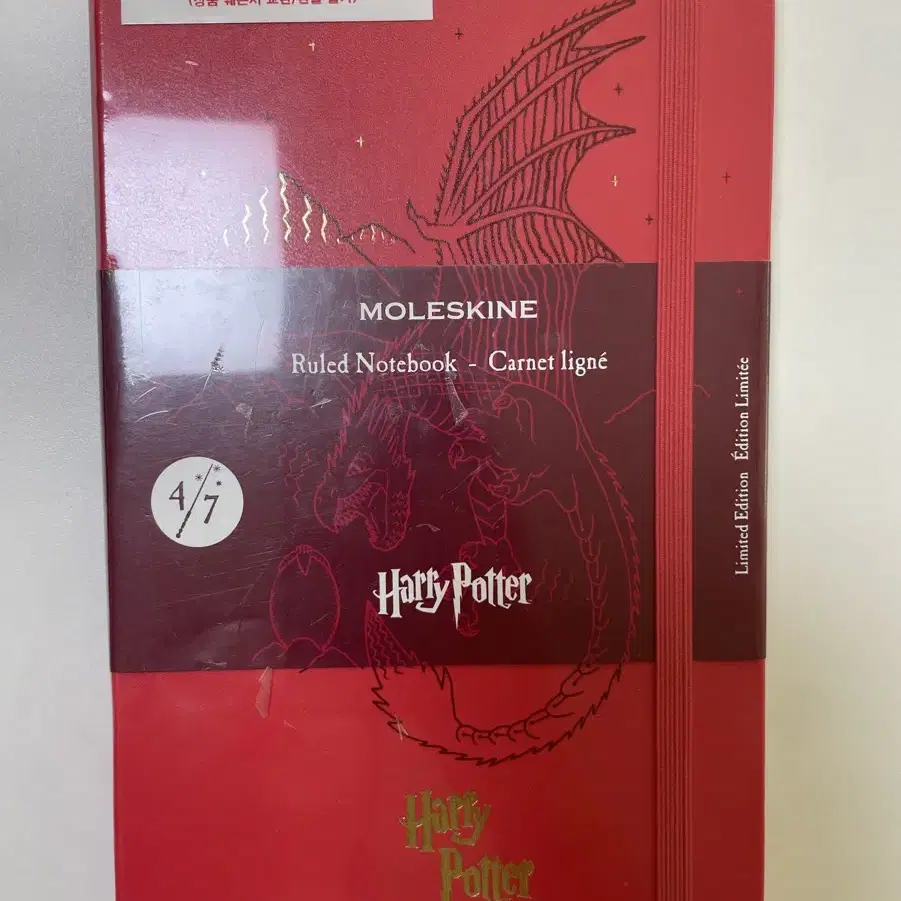 MOLESKINE
Ruled Notebook - Carnet ligné
4/7
Harry Potter
Limited Edition Édition Limitée
Harry
Potter